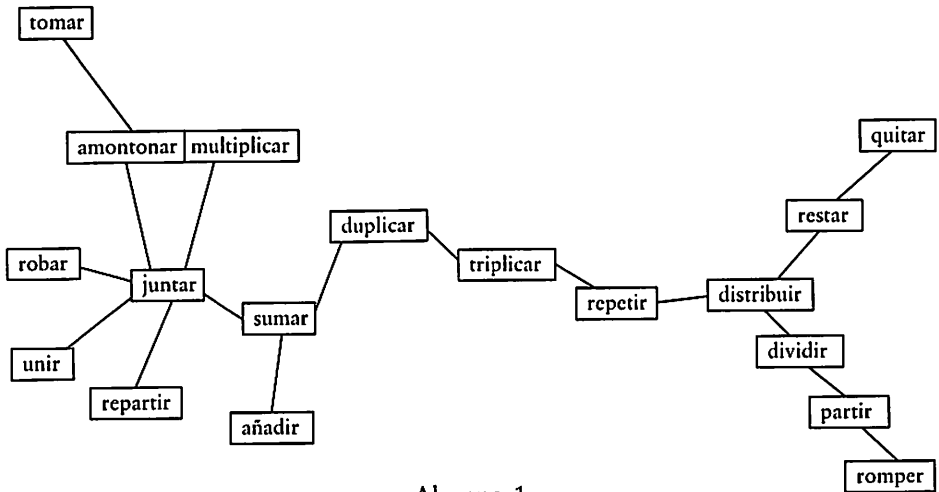 tomar
amontonar multiplicar
quitar
restar
duplicar
robar
triplicar
juntar
distribuir
repetir
sumar
unir
dividir
repartir
partir
añadir
romper